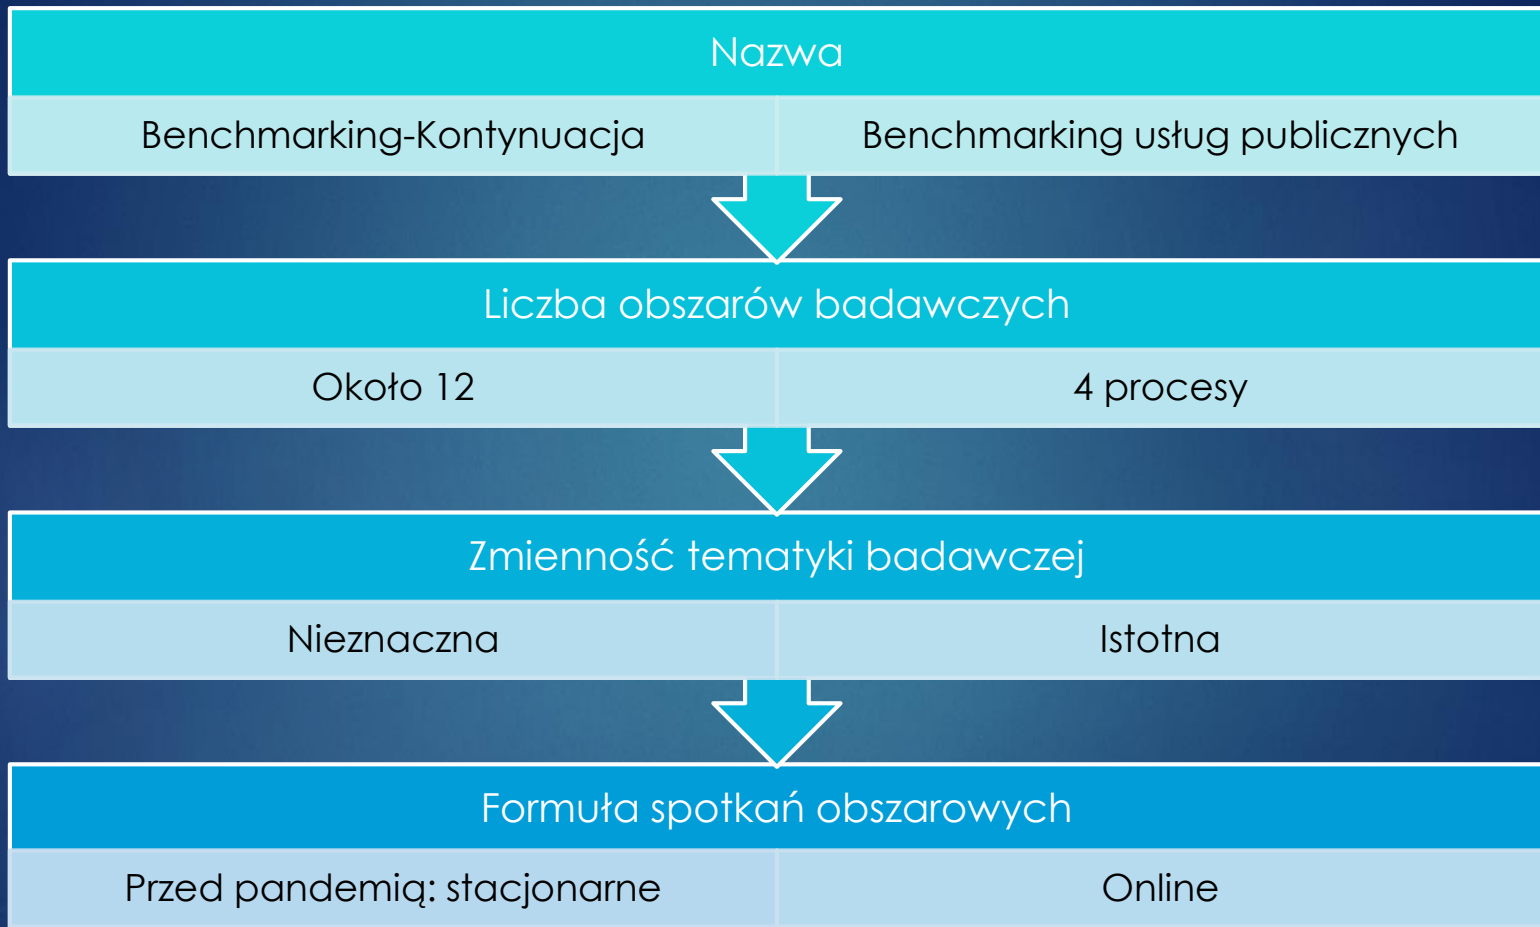 Nazwa
Benchmarking-Kontynuacja
Benchmarking usług publicznych
Liczba obszarów badawczych
Około 12
4 procesy
Zmienność tematyki badawczej
Nieznaczna
Istotna
Formuła spotkań obszarowych
Przed pandemią: stacjonarne
Online